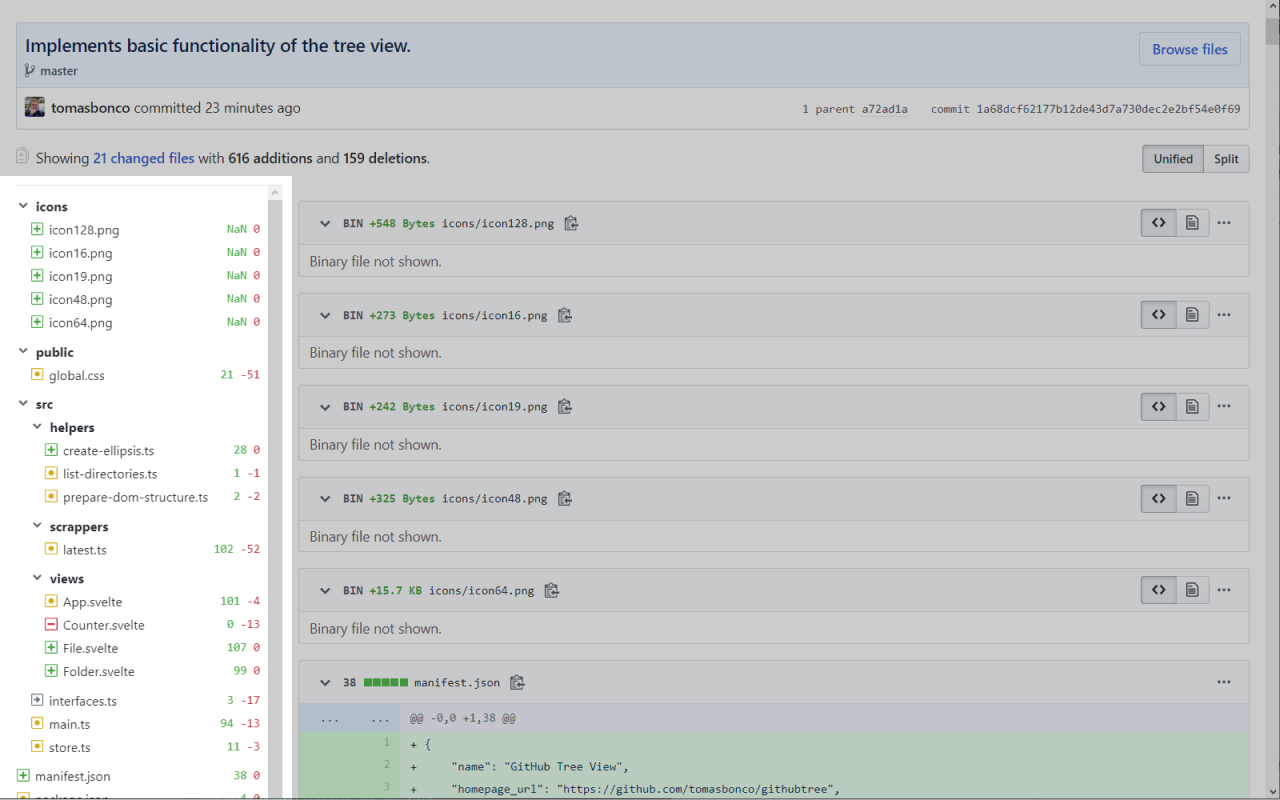 Implements basic functionality of the tree view.
Browse files
master
tomasbonco committed 23 minutes ago
1 parent a72ad1a commit 1a68dcf62177b12de43d7a730dec2e2bf54e0f69
Showing 21 changed files with 616 additions and 159 deletions.
Unified Split
icons
icon128.png NaN 0
icon16.png NaN 0
icon19.png NaN 0
icon48.png NaN 0
icon64.png NaN 0
public
global.css 21 -51
src
helpers
create-ellipsis.ts 28 0
list-directories.ts 1 -1
prepare-dom-structure.ts 2 -2
scrappers
latest.ts 102 -52
views
App.svelte 101 -4
Counter.svelte 0 -13
File.svelte 107 0
Folder.svelte 99 0
interfaces.ts 3 -17
main.ts 94 -13
store.ts 11 -3
manifest.json 38 0
package.json 4 0
BIN +548 Bytes icons/icon128.png
Binary file not shown.
BIN +273 Bytes icons/icon16.png
Binary file not shown.
BIN +242 Bytes icons/icon19.png
Binary file not shown.
BIN +325 Bytes icons/icon48.png
Binary file not shown.
BIN +15.7 KB icons/icon64.png
Binary file not shown.
38 manifest.json
... ... @@ -0,0 +1,38 @@
1 + {
2 + "name": "GitHub Tree View",
3 + "homepage_url": "https://github.com/tomasbonco/githubtree",